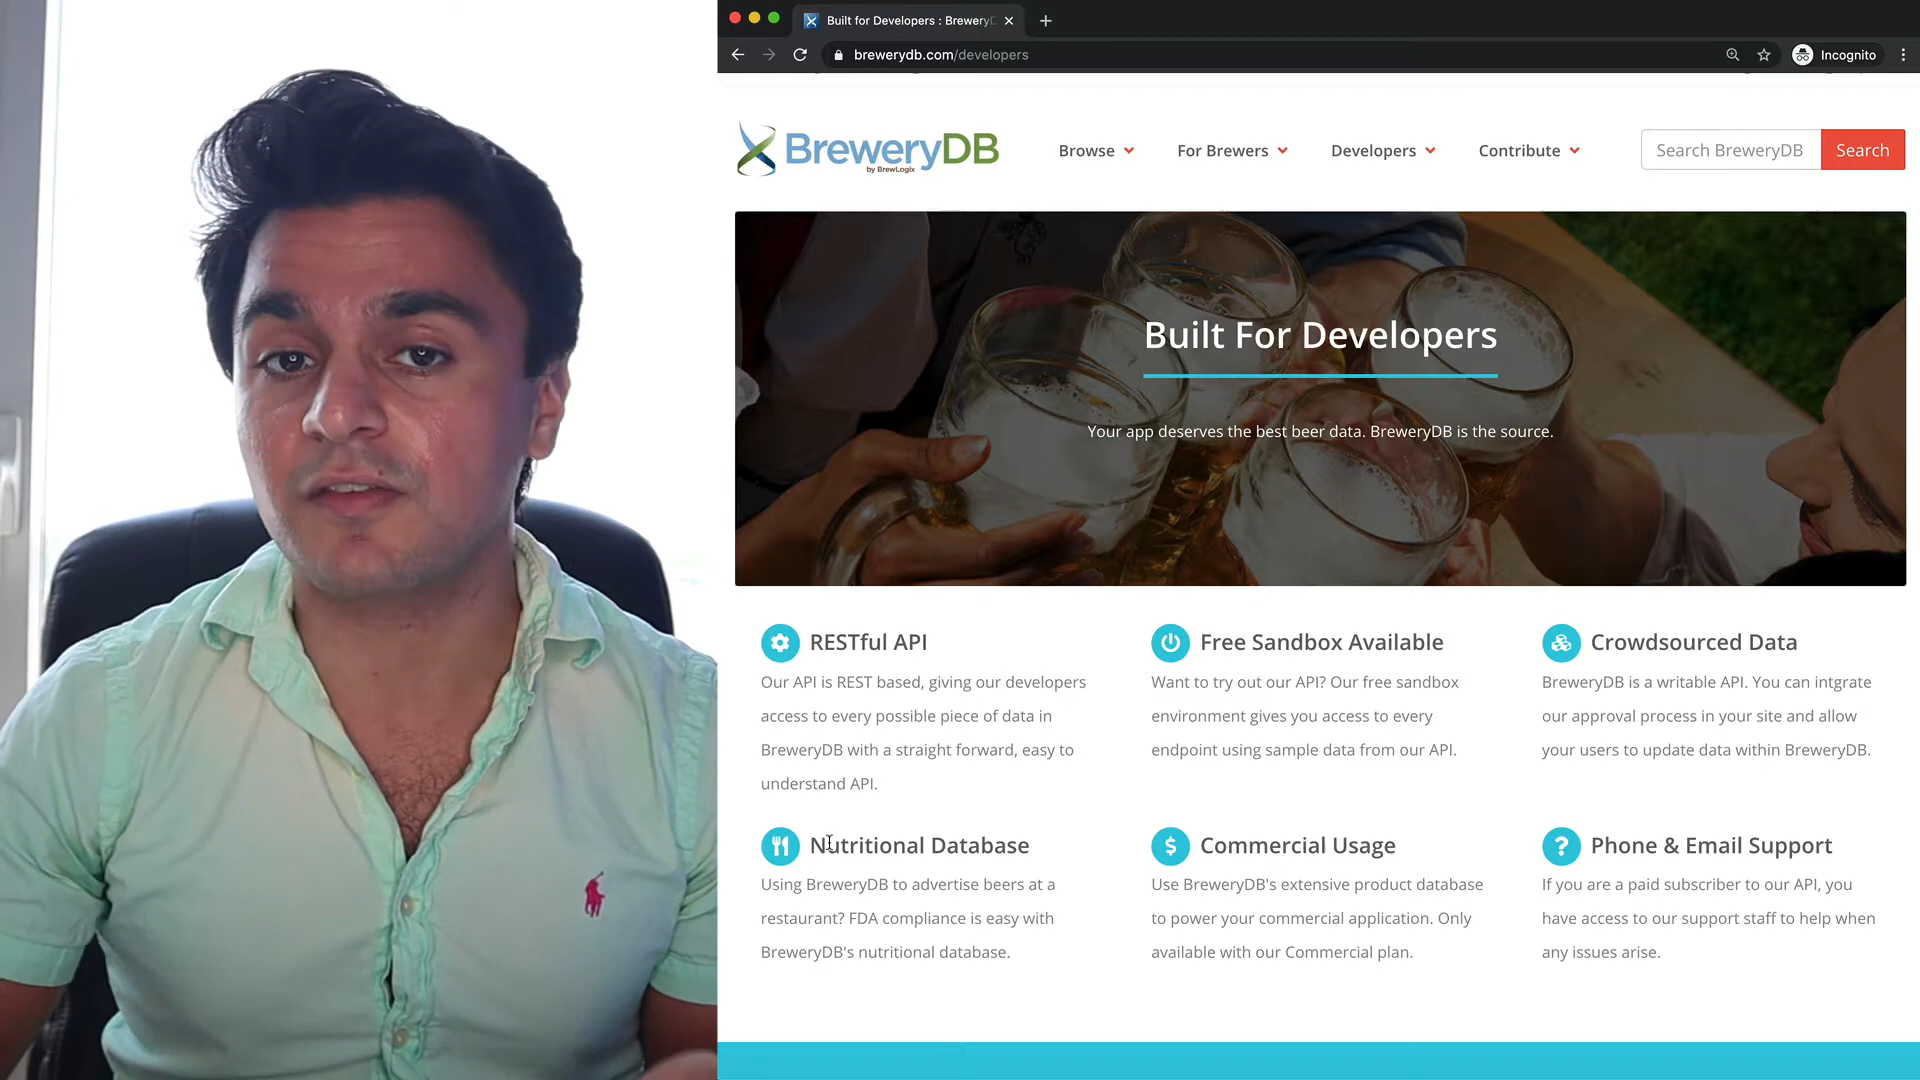 Built for Developers : BreweryD
brewerydb.com/developers
Incognito
BreweryDB
by BrewLogix
Browse
For Brewers
Developers
Contribute
Search BreweryDB
Search
Built For Developers
Your app deserves the best beer data. BreweryDB is the source.
RESTful API
Our API is REST based, giving our developers
access to every possible piece of data in
BreweryDB with a straight forward, easy to
understand API.
Free Sandbox Available
Want to try out our API? Our free sandbox
environment gives you access to every
endpoint using sample data from our API.
Crowdsourced Data
BreweryDB is a writable API. You can intgrate
our approval process in your site and allow
your users to update data within BreweryDB.
Nutritional Database
Using BreweryDB to advertise beers at a
restaurant? FDA compliance is easy with
BreweryDB's nutritional database.
Commercial Usage
Use BreweryDB's extensive product database
to power your commercial application. Only
available with our Commercial plan.
Phone & Email Support
If you are a paid subscriber to our API, you
have access to our support staff to help when
any issues arise.